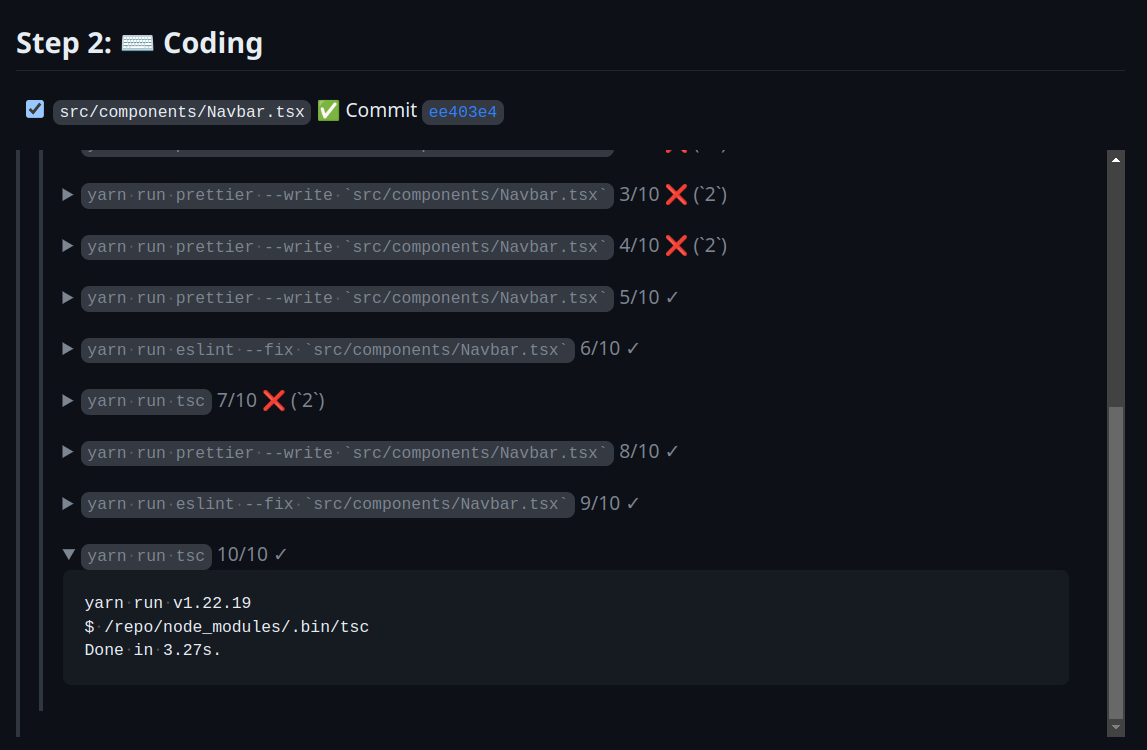 Step 2: ⌨️ Coding
src/components/Navbar.tsx ✅ Commit ee403e4
yarn run prettier --write `src/components/Navbar.tsx` 3/10 ❌ (`2`)
yarn run prettier --write `src/components/Navbar.tsx` 4/10 ❌ (`2`)
yarn run prettier --write `src/components/Navbar.tsx` 5/10 ✓
yarn run eslint --fix `src/components/Navbar.tsx` 6/10 ✓
yarn run tsc 7/10 ❌ (`2`)
yarn run prettier --write `src/components/Navbar.tsx` 8/10 ✓
yarn run eslint --fix `src/components/Navbar.tsx` 9/10 ✓
yarn run tsc 10/10 ✓
yarn run v1.22.19
$ /repo/node_modules/.bin/tsc
Done in 3.27s.